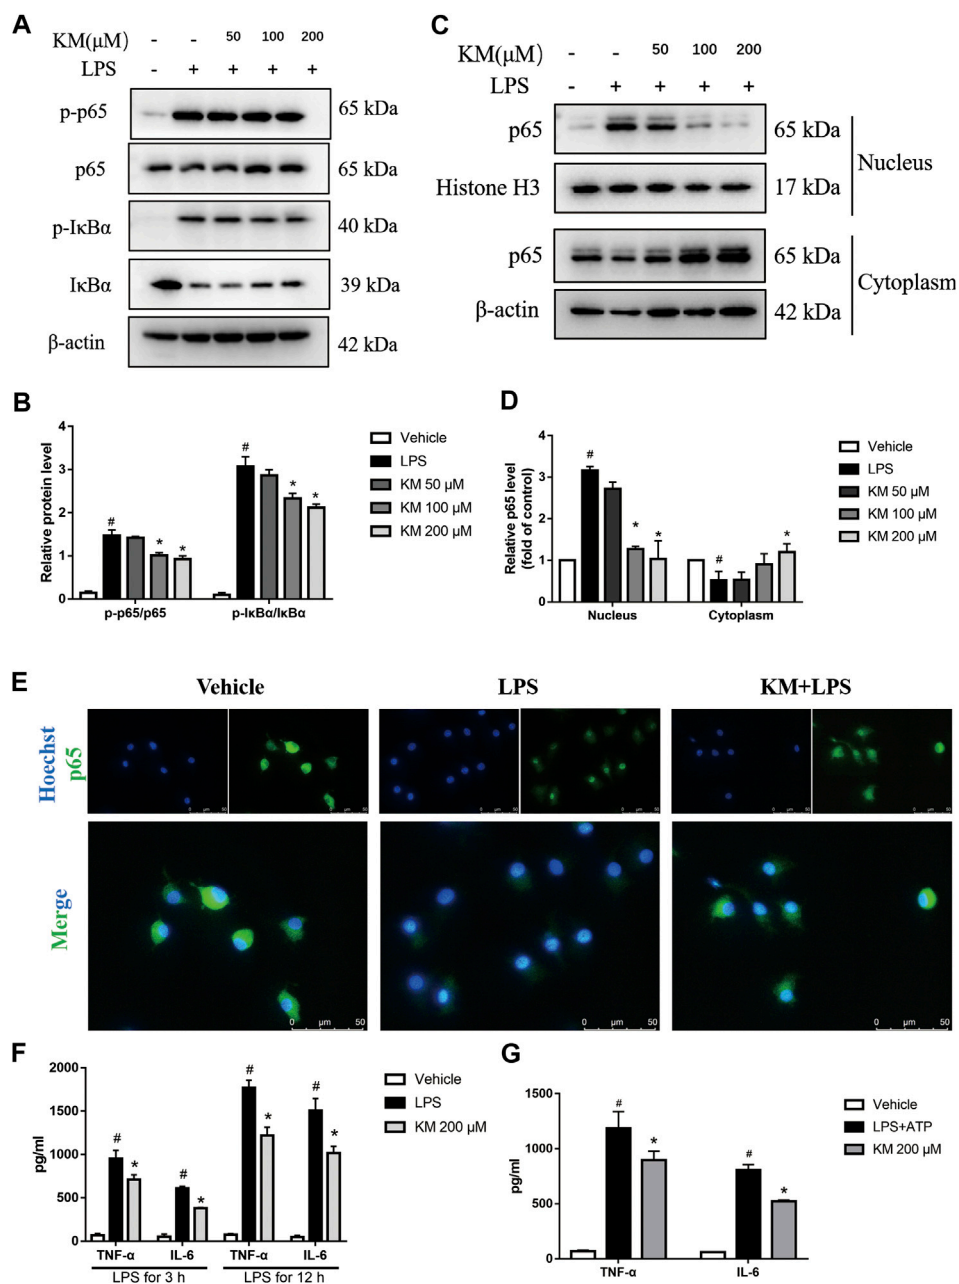 A
KM(μM) - - 50 100 200
LPS - + + + +
p-p65 65 kDa
p65 65 kDa
p-IκBα 40 kDa
IκBα 39 kDa
β-actin 42 kDa
C
KM(μM) - - 50 100 200
LPS - + + + +
p65 65 kDa
Histone H3 17 kDa
Nucleus
p65 65 kDa
β-actin 42 kDa
Cytoplasm
B
Relative protein level
4
3
2
1
0
# # * * * *
p-p65/p65 p-IκBα/IκBα
Vehicle
LPS
KM 50 μM
KM 100 μM
KM 200 μM
D
Relative p65 level
(fold of control)
4
3
2
1
0
# * * # *
Nucleus Cytoplasm
Vehicle
LPS
KM 50 μM
KM 100 μM
KM 200 μM
E
Vehicle LPS KM+LPS
Hoechst
p65
Merge
0 μm 50
0 μm 50
0 μm 50
F
pg/ml
2000
1500
1000
500
0
# * # * # * # *
TNF-α IL-6 TNF-α IL-6
LPS for 3 h LPS for 12 h
Vehicle
LPS
KM 200 μM
G
pg/ml
1500
1000
500
0
# * # *
TNF-α IL-6
Vehicle
LPS+ATP
KM 200 μM